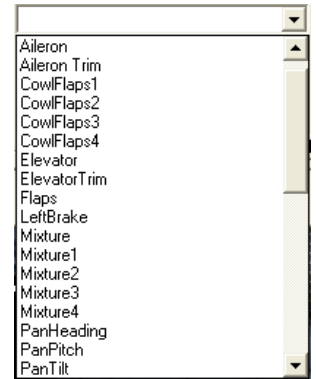 Aileron
Aileron Trim
CowlFlaps1
CowlFlaps2
CowlFlaps3
CowlFlaps4
Elevator
ElevatorTrim
Flaps
LeftBrake
Mixture
Mixture1
Mixture2
Mixture3
Mixture4
PanHeading
PanPitch
PanTilt